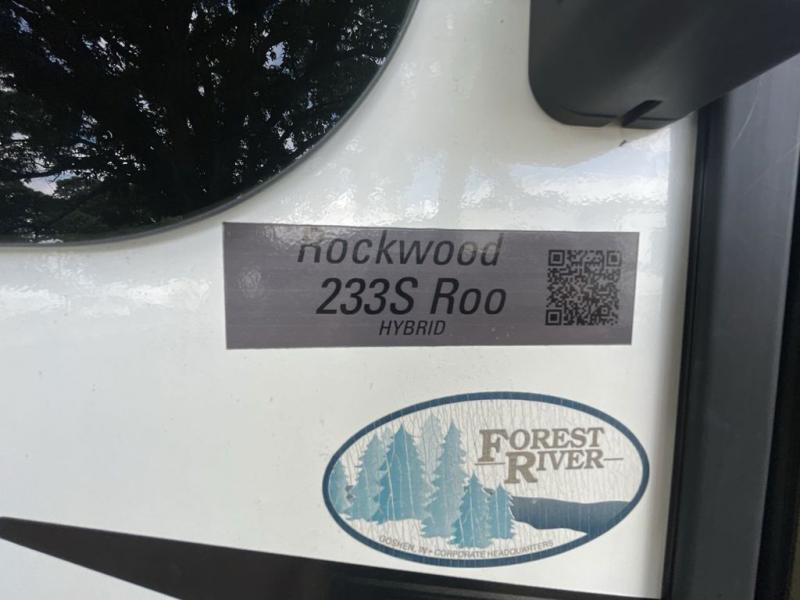 Rockwood
233S Roo
HYBRID
FOREST
RIVER
GOSHEN, IN • CORPORATE HEADQUARTERS